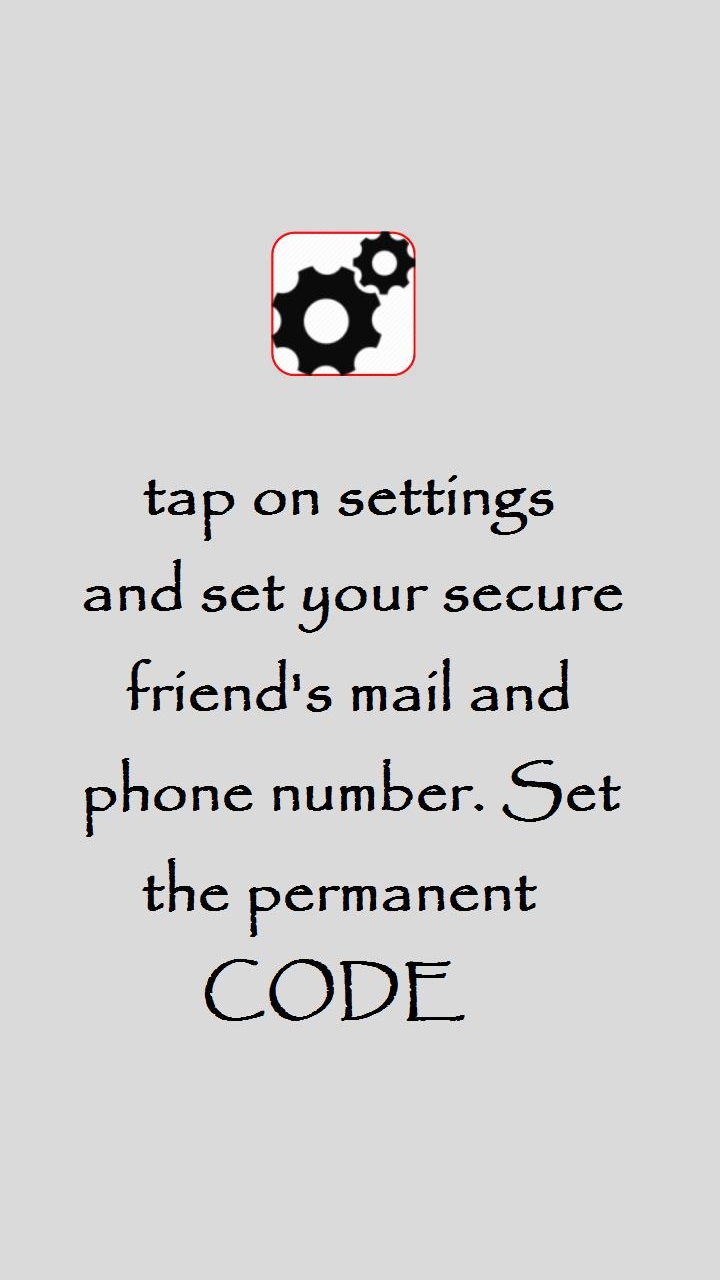 tap on settings
and set your secure
friend's mail and
phone number. Set
the permanent
CODE